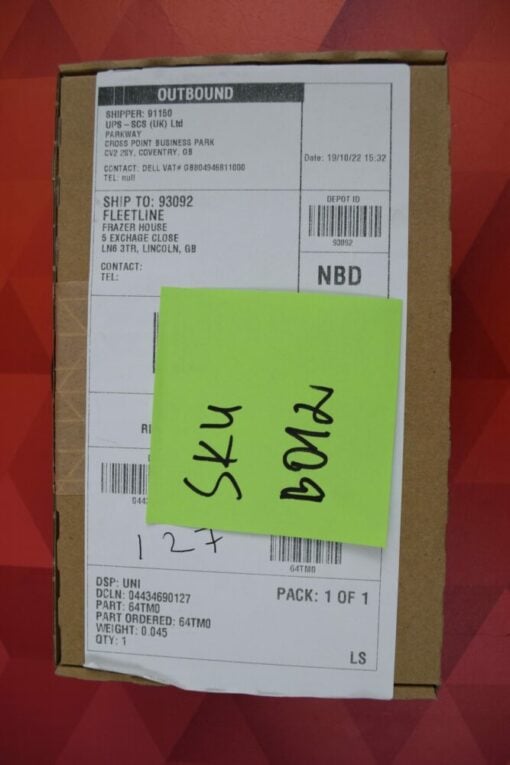 OUTBOUND
SHIPPER: 91150
UPS - SCS (UK) Ltd
PARKWAY
CROSS POINT BUSINESS PARK
CV2 2SY, COVENTRY, GB
CONTACT: DELL VAT# GB804946811000
TEL: null
Date: 19/10/22 15:32
SHIP TO: 93092
FLEETLINE
FRAZER HOUSE
5 EXCHAGE CLOSE
LN6 3TR, LINCOLN, GB
CONTACT:
TEL:
DEPOT ID
93092
NBD
SKU
B012
127
64TM0
DSP: UNI
DCLN: 04434690127
PART: 64TM0
PART ORDERED: 64TM0
WEIGHT: 0.045
QTY: 1
PACK: 1 OF 1
LS